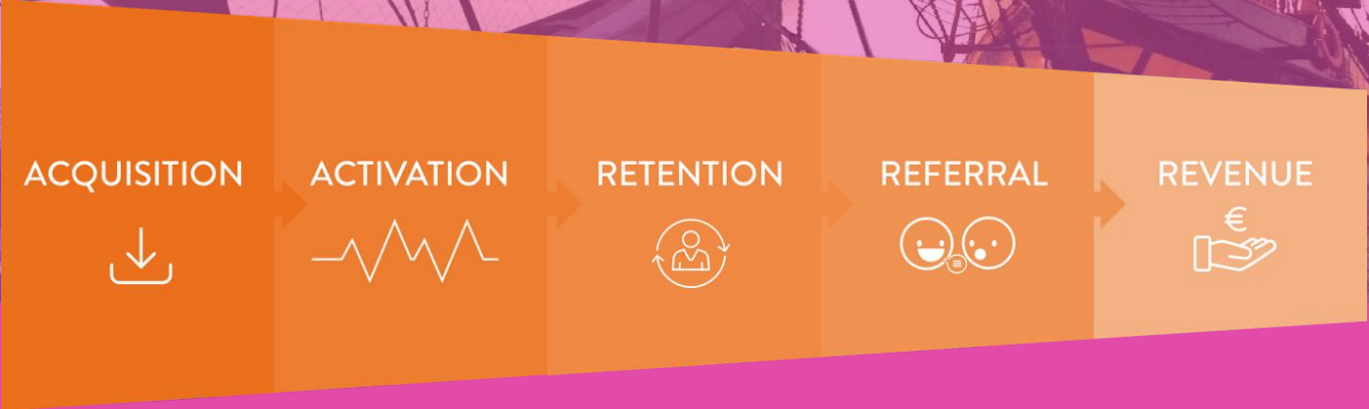 ACQUISITION
ACTIVATION
RETENTION
REFERRAL
REVENUE
€